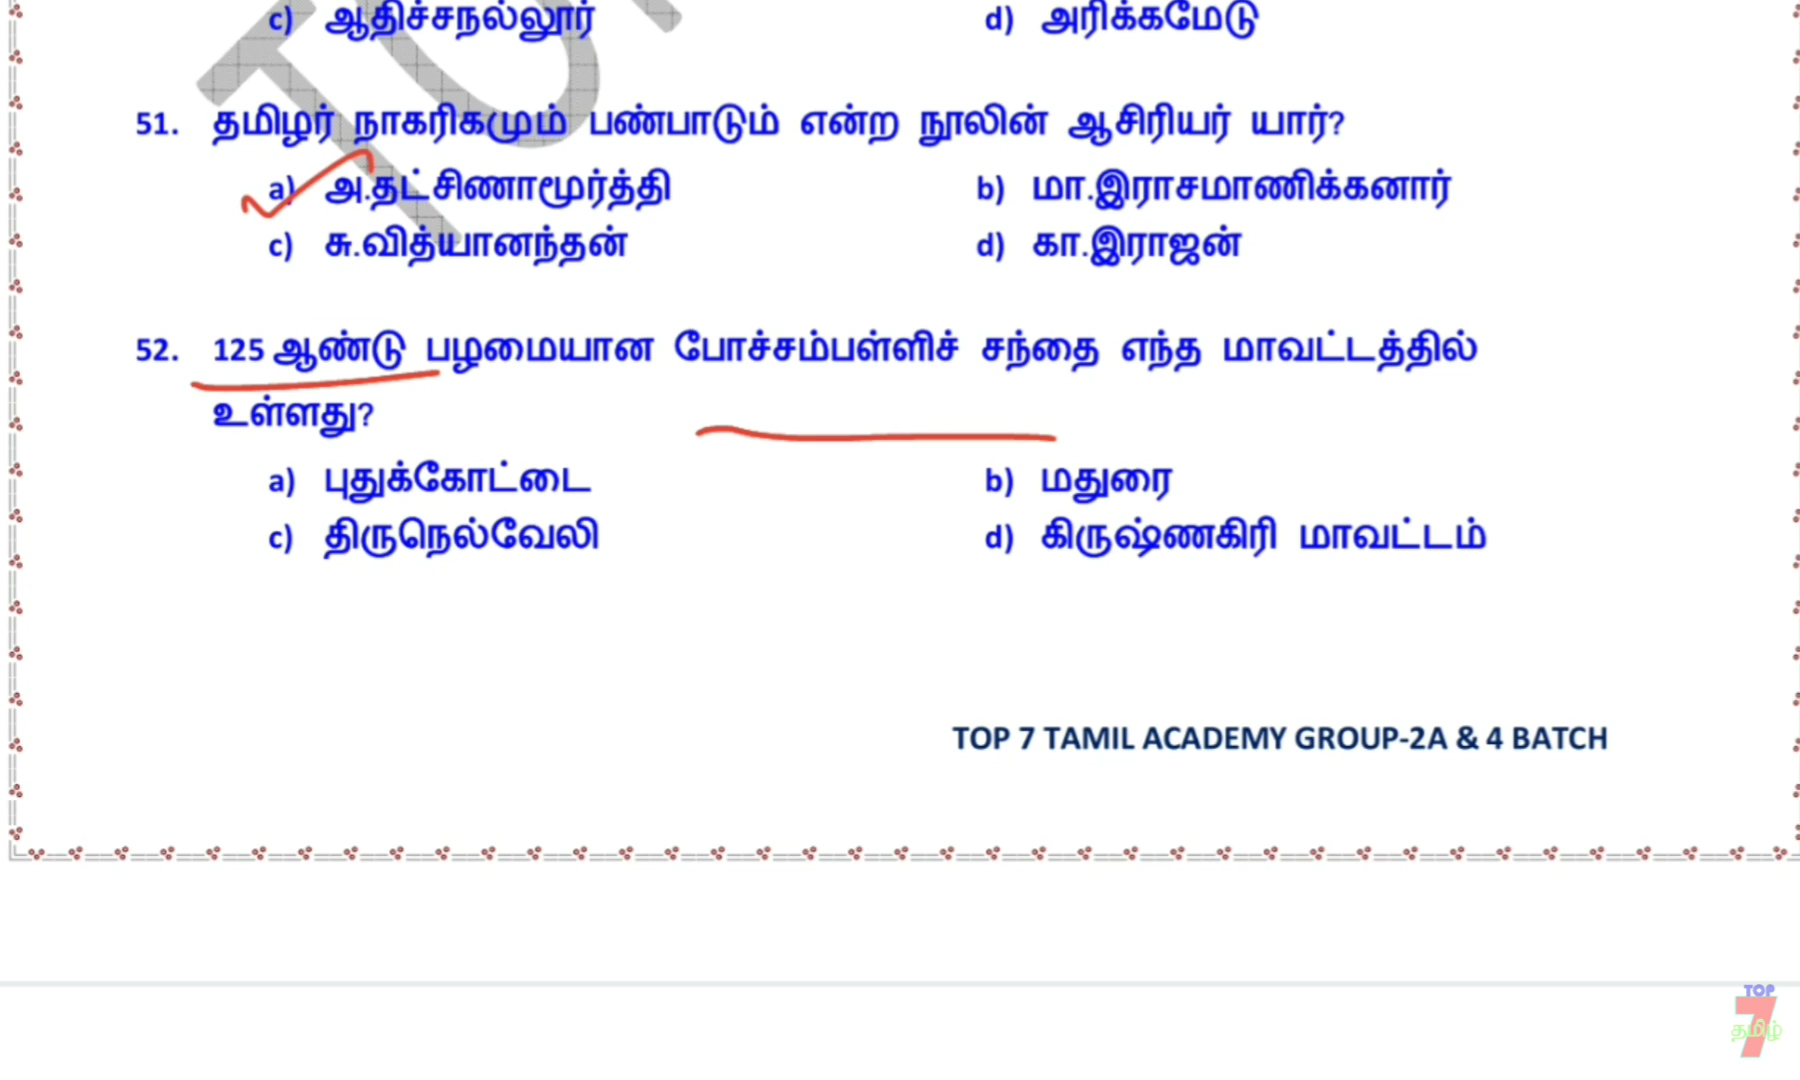 c) ஆதிச்சநல்லூர் d) அரிக்கமேடு
51. தமிழர் நாகரிகமும் பண்பாடும் என்ற நூலின் ஆசிரியர் யார்?
a) அ.தட்சிணாமூர்த்தி b) மா.இராசமாணிக்கனார்
c) சு.வித்யானந்தன் d) கா.இராஜன்
52. 125 ஆண்டு பழமையான போச்சம்பள்ளிச் சந்தை எந்த மாவட்டத்தில்
உள்ளது?
a) புதுக்கோட்டை b) மதுரை
c) திருநெல்வேலி d) கிருஷ்ணகிரி மாவட்டம்
TOP 7 TAMIL ACADEMY GROUP-2A & 4 BATCH
TOP
7
தமிழ்